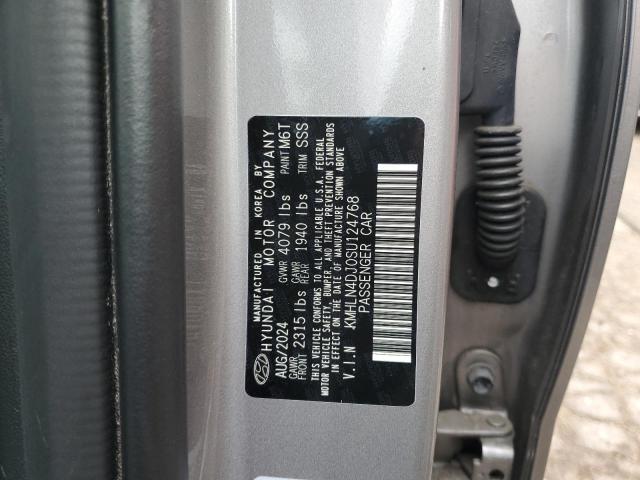 MANUFACTURED IN KOREA BY
HYUNDAI MOTOR COMPANY
AUG/2024 GVWR 4079 lbs PAINT M6T
GAWR FRONT 2315 lbs GAWR REAR 1940 lbs TRIM SSS
THIS VEHICLE CONFORMS TO ALL APPLICABLE U.S.A. FEDERAL
MOTOR VEHICLE SAFETY, BUMPER, AND THEFT PREVENTION STANDARDS
IN EFFECT ON THE DATE OF MANUFACTURE SHOWN ABOVE
V.I.N KMHLS4DJ0SU124768
PASSENGER CAR